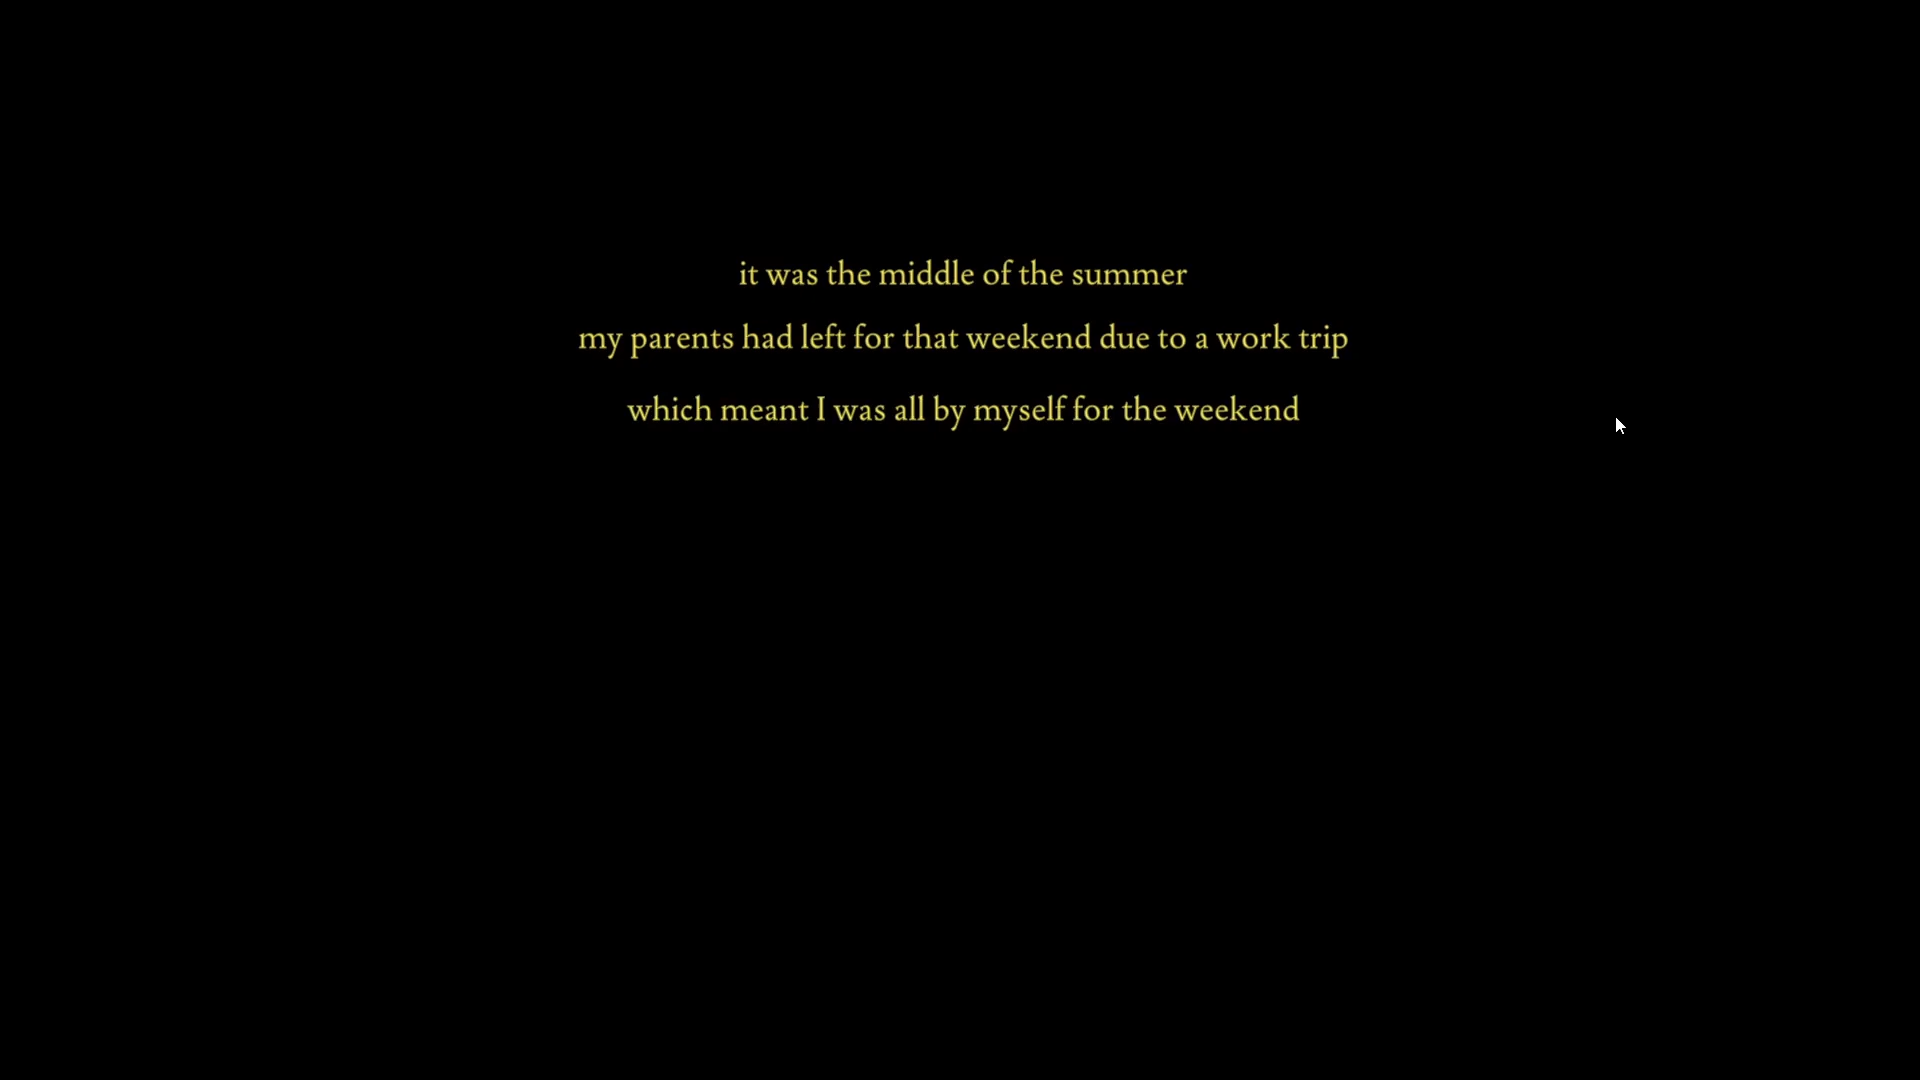 it was the middle of the summer
my parents had left for that weekend due to a work trip
which meant I was all by myself for the weekend